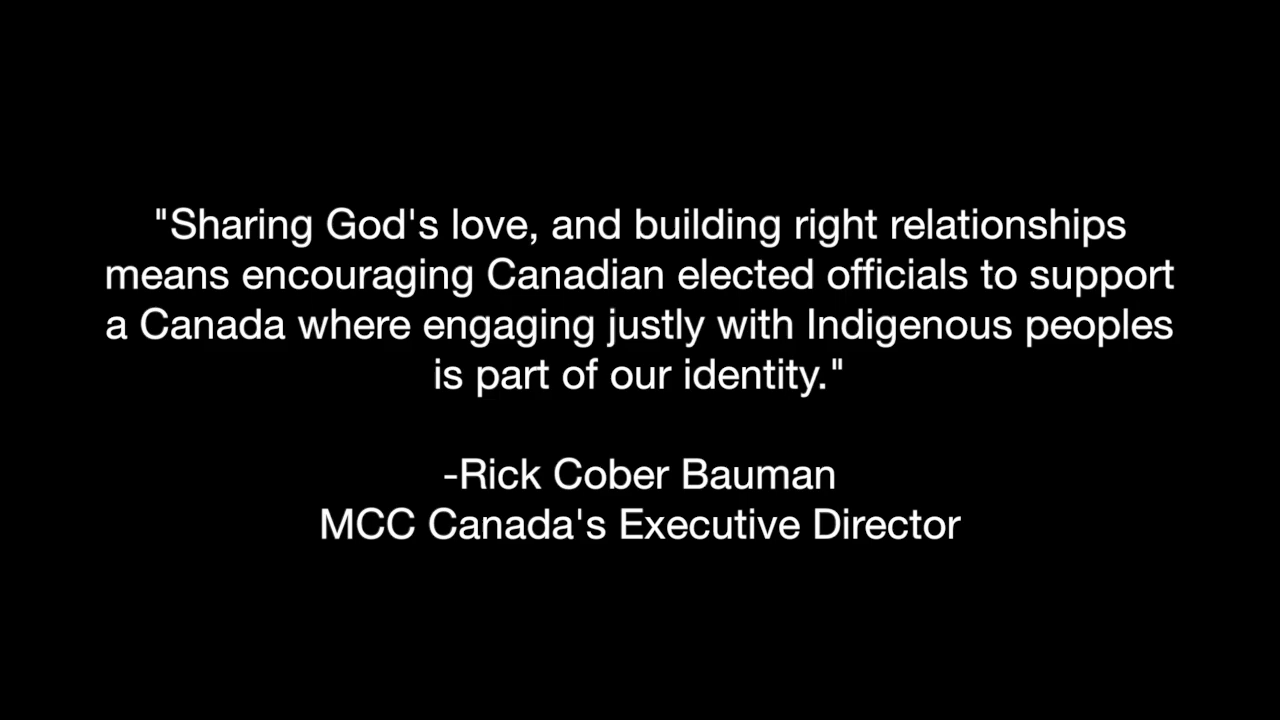 "Sharing God's love, and building right relationships
means encouraging Canadian elected officials to support
a Canada where engaging justly with Indigenous peoples
is part of our identity."
-Rick Cober Bauman
MCC Canada's Executive Director